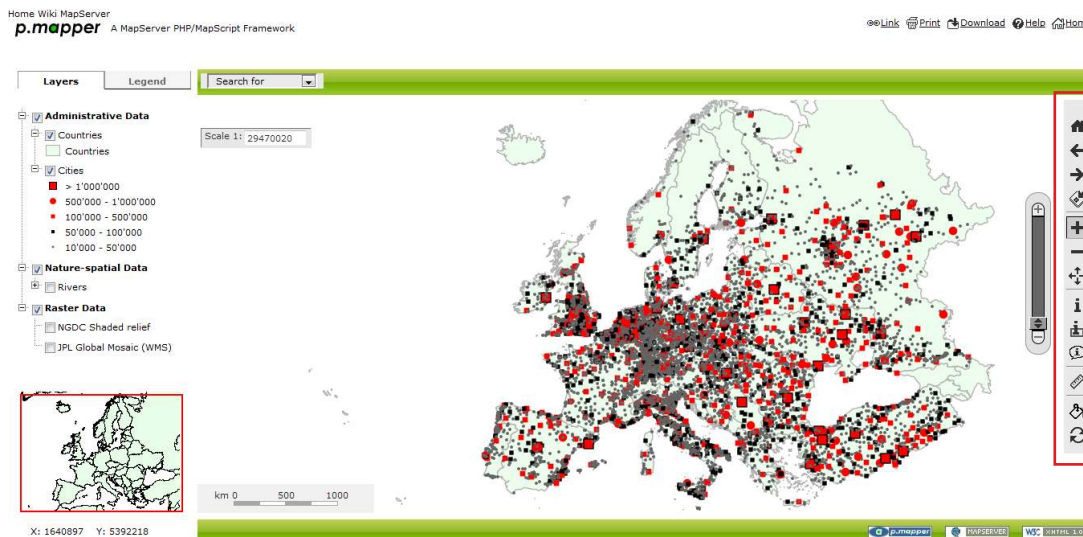 Home Wiki MapServer
p.mapper A MapServer PHP/MapScript Framework
Link Print Download Help Hom
Layers Legend Search for
Administrative Data
Countries
Countries
Cities
> 1'000'000
500'000 - 1'000'000
100'000 - 500'000
50'000 - 100'000
10'000 - 50'000
Nature-spatial Data
Rivers
Raster Data
NGDC Shaded relief
JPL Global Mosaic (WMS)
Scale 1: 29470020
km 0 500 1000
X: 1640897 Y: 5392218
p.mapper MAPSERVER W3C XHTML 1.0